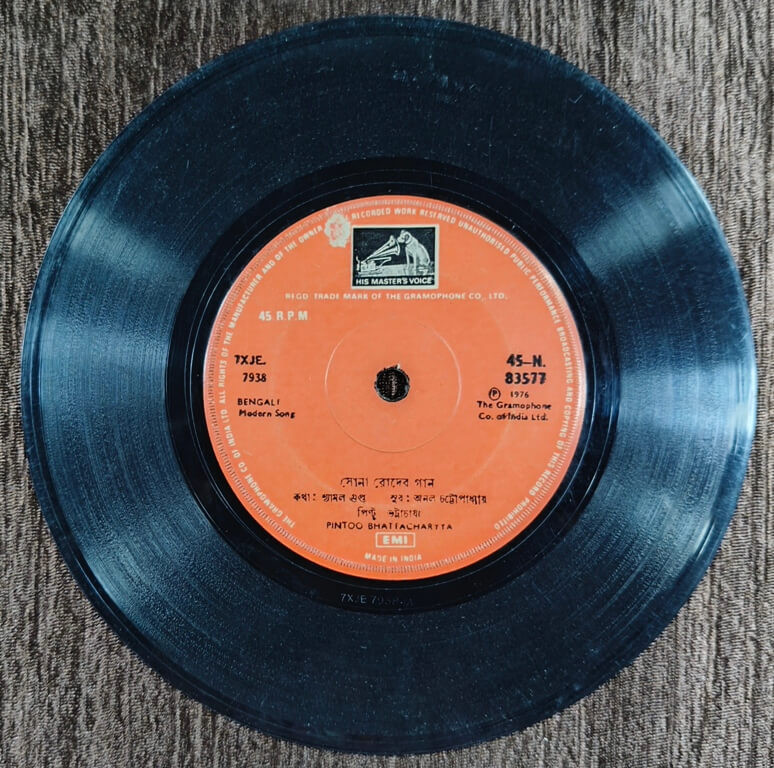 THE GRAMOPHONE CO OF INDIA LTD. ALL RIGHTS OF THE MANUFACTURER AND OF THE OWNER RECORDED WORK RESERVED UNAUTHORISED PUBLIC PERFORMANCE BROADCASTING AND COPYING OF THIS RECORD PROHIBITED
HIS MASTER'S VOICE
REGD. TRADE MARK OF THE GRAMOPHONE CO., LTD.
45 R.P.M
7XJE.
7938
45–N.
83577
BENGALI
Modern Song
Ⓟ 1976
The Gramophone
Co. of India Ltd.
সোনা রোদের গান
কথা : শ্যামল গুপ্ত সুর : অনল চট্টোপাধ্যায়
পিন্টু ভট্টাচার্য্য
PINTOO BHATTACHARYYA
EMI
MADE IN INDIA
7XJE